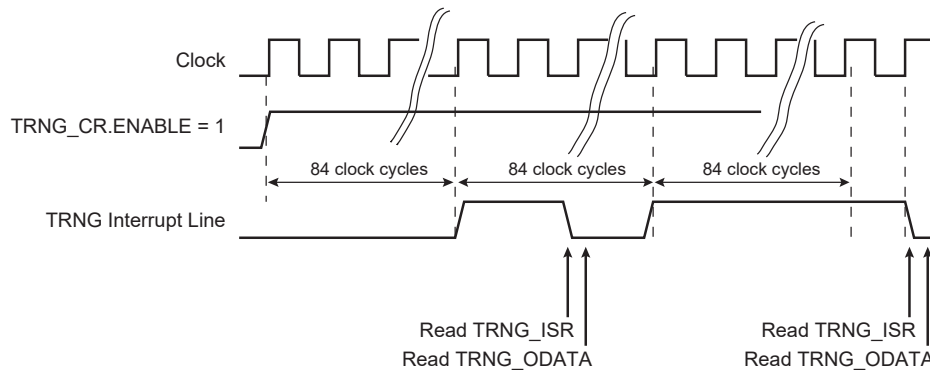 Clock
TRNG_CR.ENABLE = 1
84 clock cycles 84 clock cycles 84 clock cycles
TRNG Interrupt Line
Read TRNG_ISR Read TRNG_ISR
Read TRNG_ODATA Read TRNG_ODATA